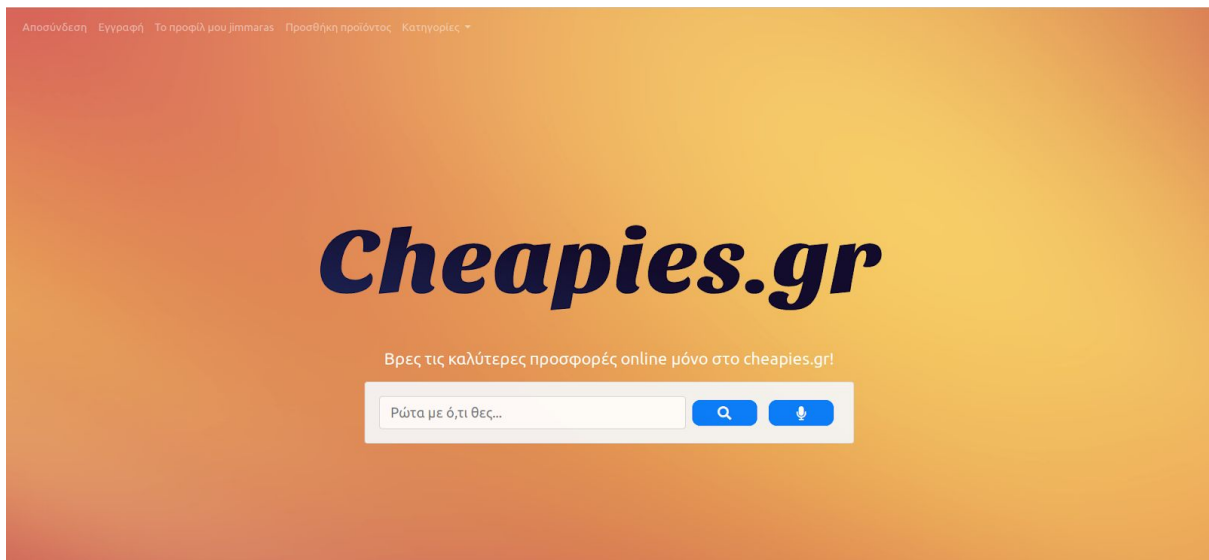 Αποσύνδεση Εγγραφή Το προφίλ μου jimmaras Προσθήκη προϊόντος Κατηγορίες
Cheapies.gr
Βρες τις καλύτερες προσφορές online μόνο στο cheapies.gr!
Ρώτα με ό,τι θες...